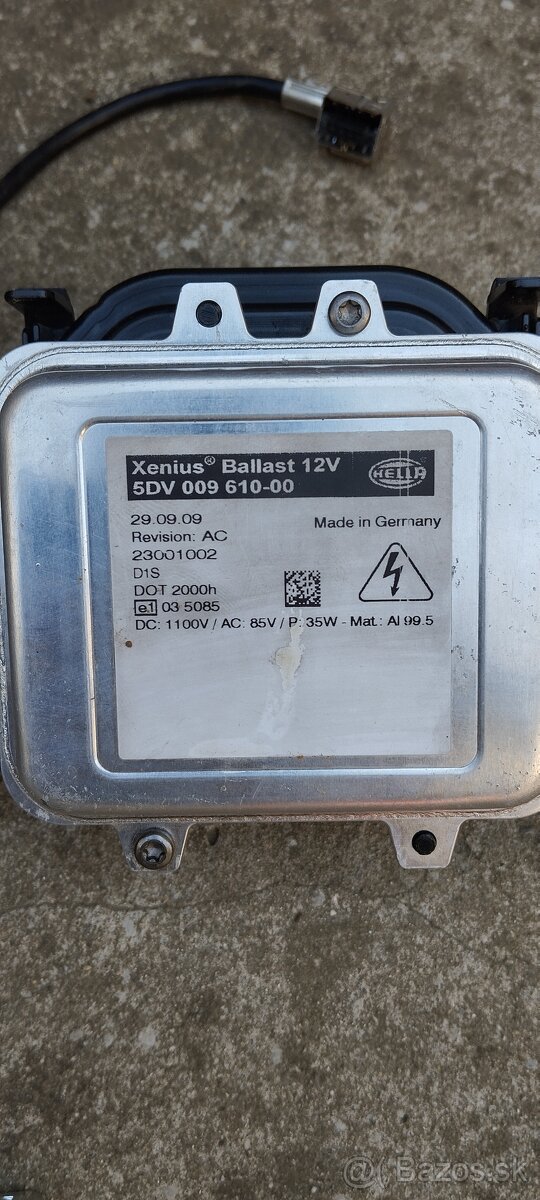 Xenius® Ballast 12V
5DV 009 610-00
HELLA
29.09.09
Made in Germany
Revision: AC
23001002
D1S
DOT 2000h
e1 03 5085
DC: 1100V / AC: 85V / P: 35W - Mat.: Al 99.5
@ Bazos.sk